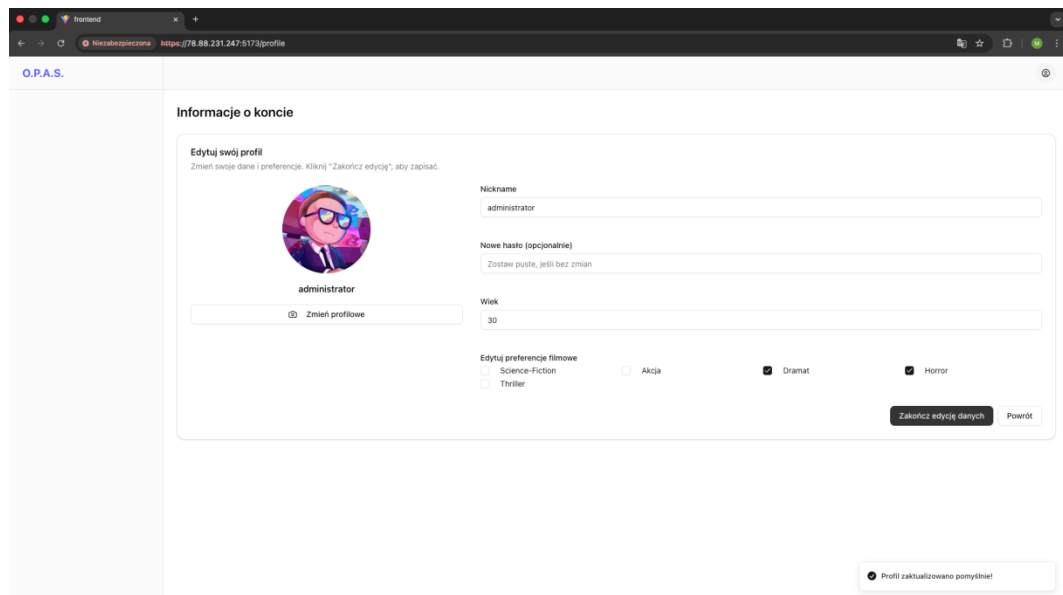 frontend
Niezabezpieczona https://78.88.231.247:5173/profile
M
O.P.A.S.
Informacje o koncie
Edytuj swój profil
Zmień swoje dane i preferencje. Kliknij "Zakończ edycję", aby zapisać.
administrator
Zmień profilowe
Nickname
administrator
Nowe hasło (opcjonalnie)
Zostaw puste, jeśli bez zmian
Wiek
30
Edytuj preferencje filmowe
Science-Fiction Akcja Dramat Horror
Thriller
Zakończ edycję danych Powrót
Profil zaktualizowano pomyślnie!